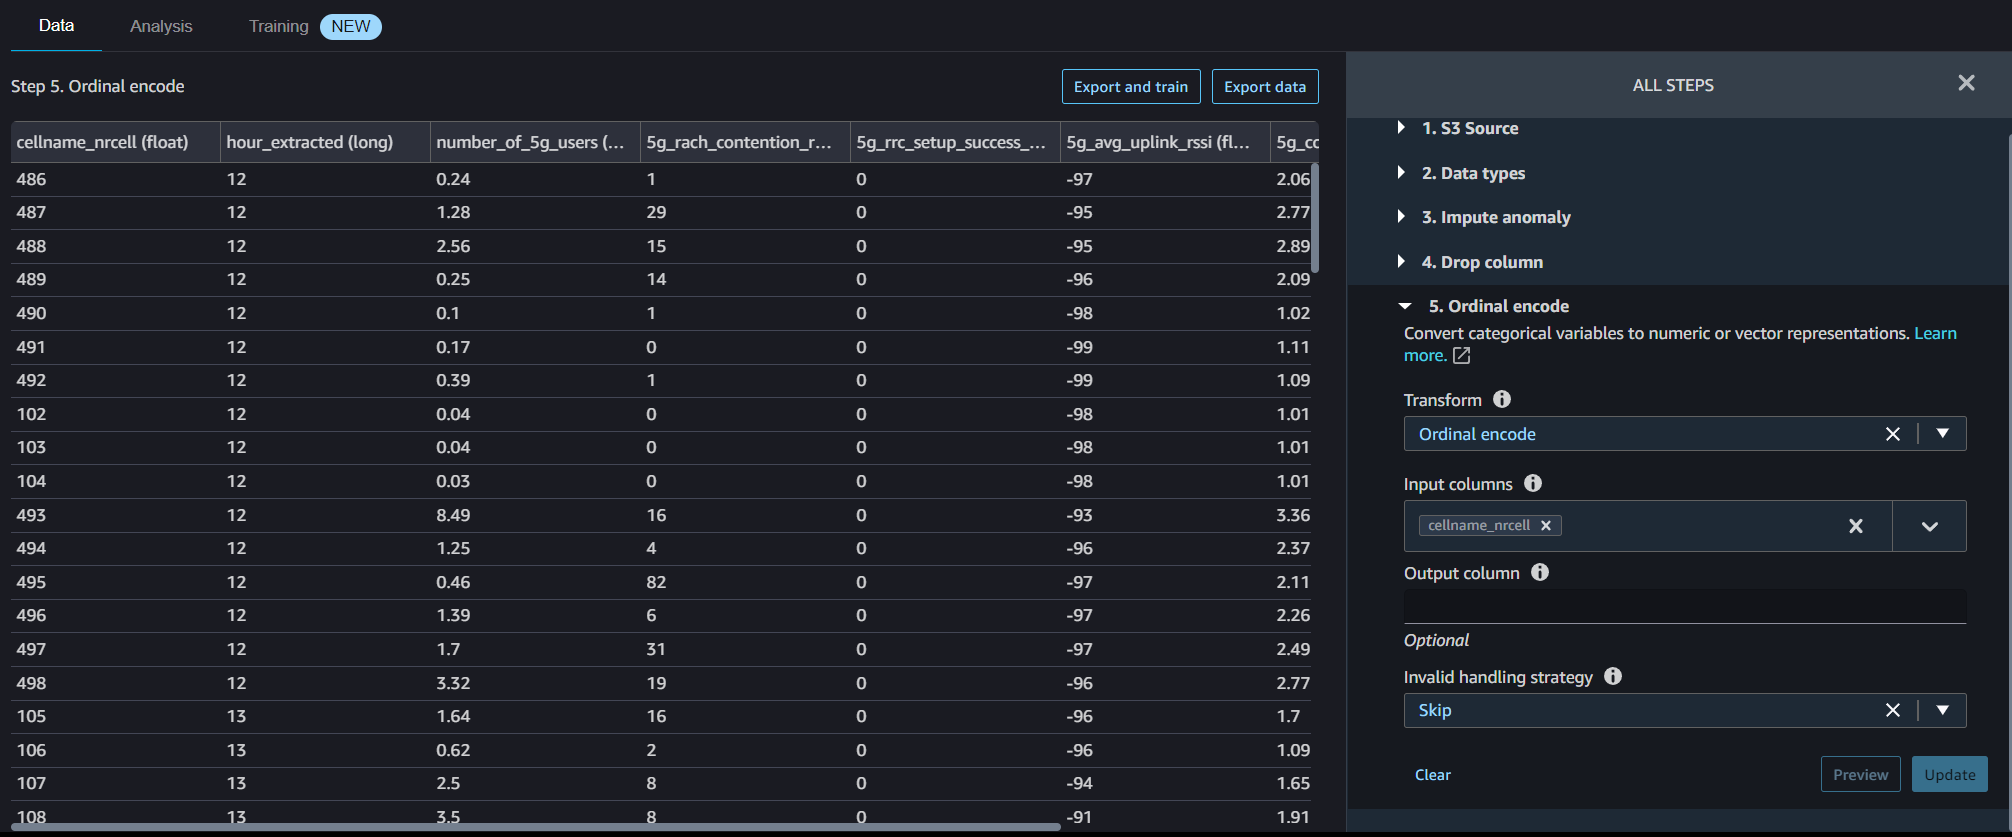 Data Analysis Training NEW
Step 5. Ordinal encode Export and train Export data
cellname_nrcell (float) hour_extracted (long) number_of_5g_users (... 5g_rach_contention_r... 5g_rrc_setup_success_... 5g_avg_uplink_rssi (fl... 5g_cc
486 12 0.24 1 0 -97 2.06
487 12 1.28 29 0 -95 2.77
488 12 2.56 15 0 -95 2.89
489 12 0.25 14 0 -96 2.09
490 12 0.1 1 0 -98 1.02
491 12 0.17 0 0 -99 1.11
492 12 0.39 1 0 -99 1.09
102 12 0.04 0 0 -98 1.01
103 12 0.04 0 0 -98 1.01
104 12 0.03 0 0 -98 1.01
493 12 8.49 16 0 -93 3.36
494 12 1.25 4 0 -96 2.37
495 12 0.46 82 0 -97 2.11
496 12 1.39 6 0 -97 2.26
497 12 1.7 31 0 -97 2.49
498 12 3.32 19 0 -96 2.77
105 13 1.64 16 0 -96 1.7
106 13 0.62 2 0 -96 1.09
107 13 2.5 8 0 -94 1.65
108 13 3.5 8 0 -91 1.91
ALL STEPS
1. S3 Source
2. Data types
3. Impute anomaly
4. Drop column
5. Ordinal encode
Convert categorical variables to numeric or vector representations. Learn
more.
Transform
Ordinal encode
Input columns
cellname_nrcell
Output column
Optional
Invalid handling strategy
Skip
Clear Preview Update